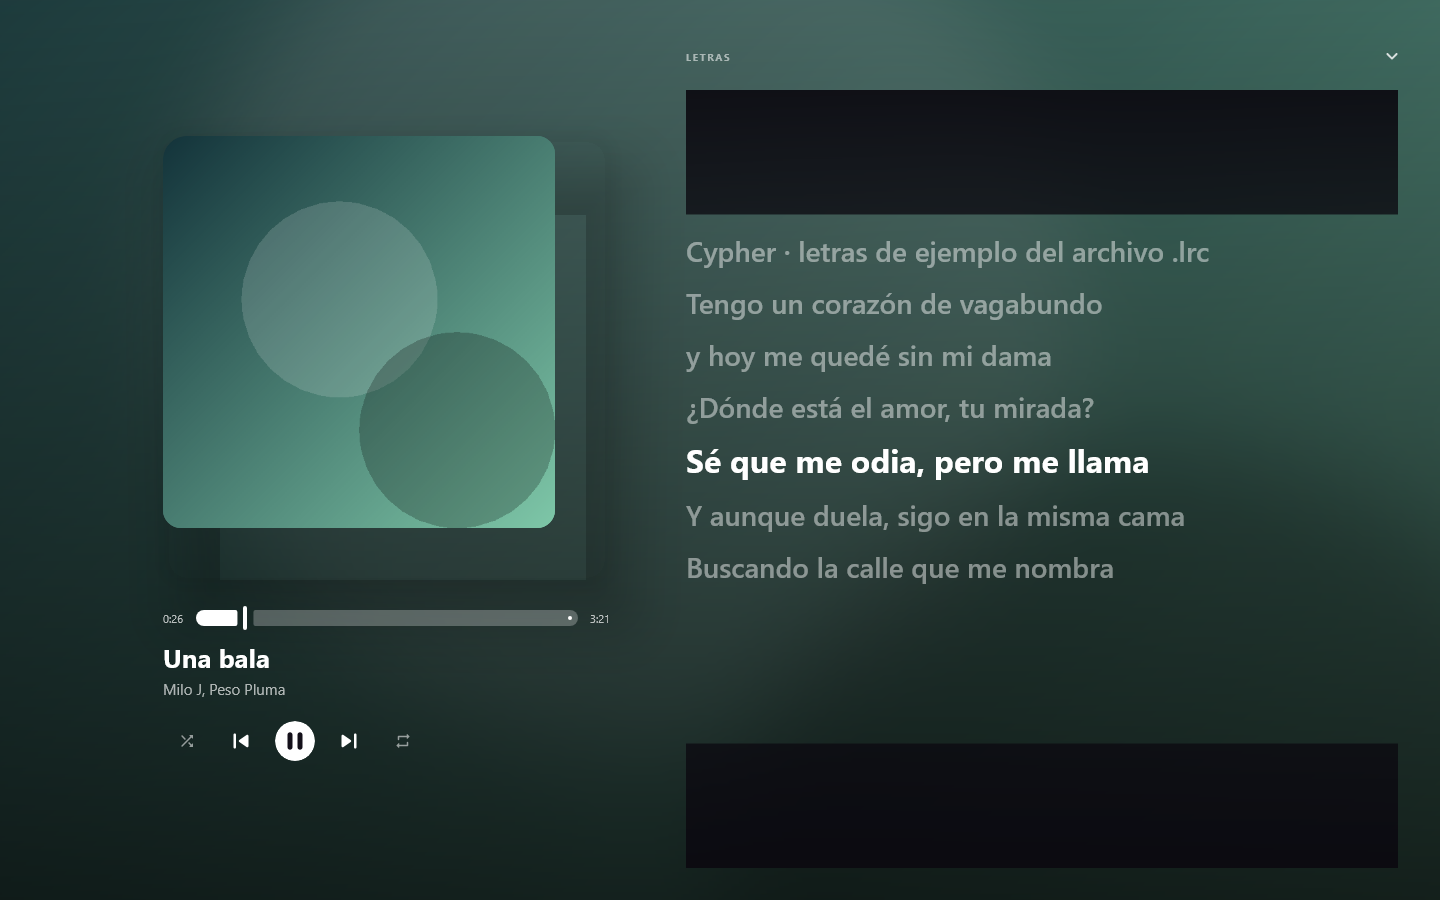 LETRAS
Cypher · letras de ejemplo del archivo .lrc
Tengo un corazón de vagabundo
y hoy me quedé sin mi dama
¿Dónde está el amor, tu mirada?
Sé que me odia, pero me llama
Y aunque duela, sigo en la misma cama
Buscando la calle que me nombra
0:26 3:21
Una bala
Milo J, Peso Pluma